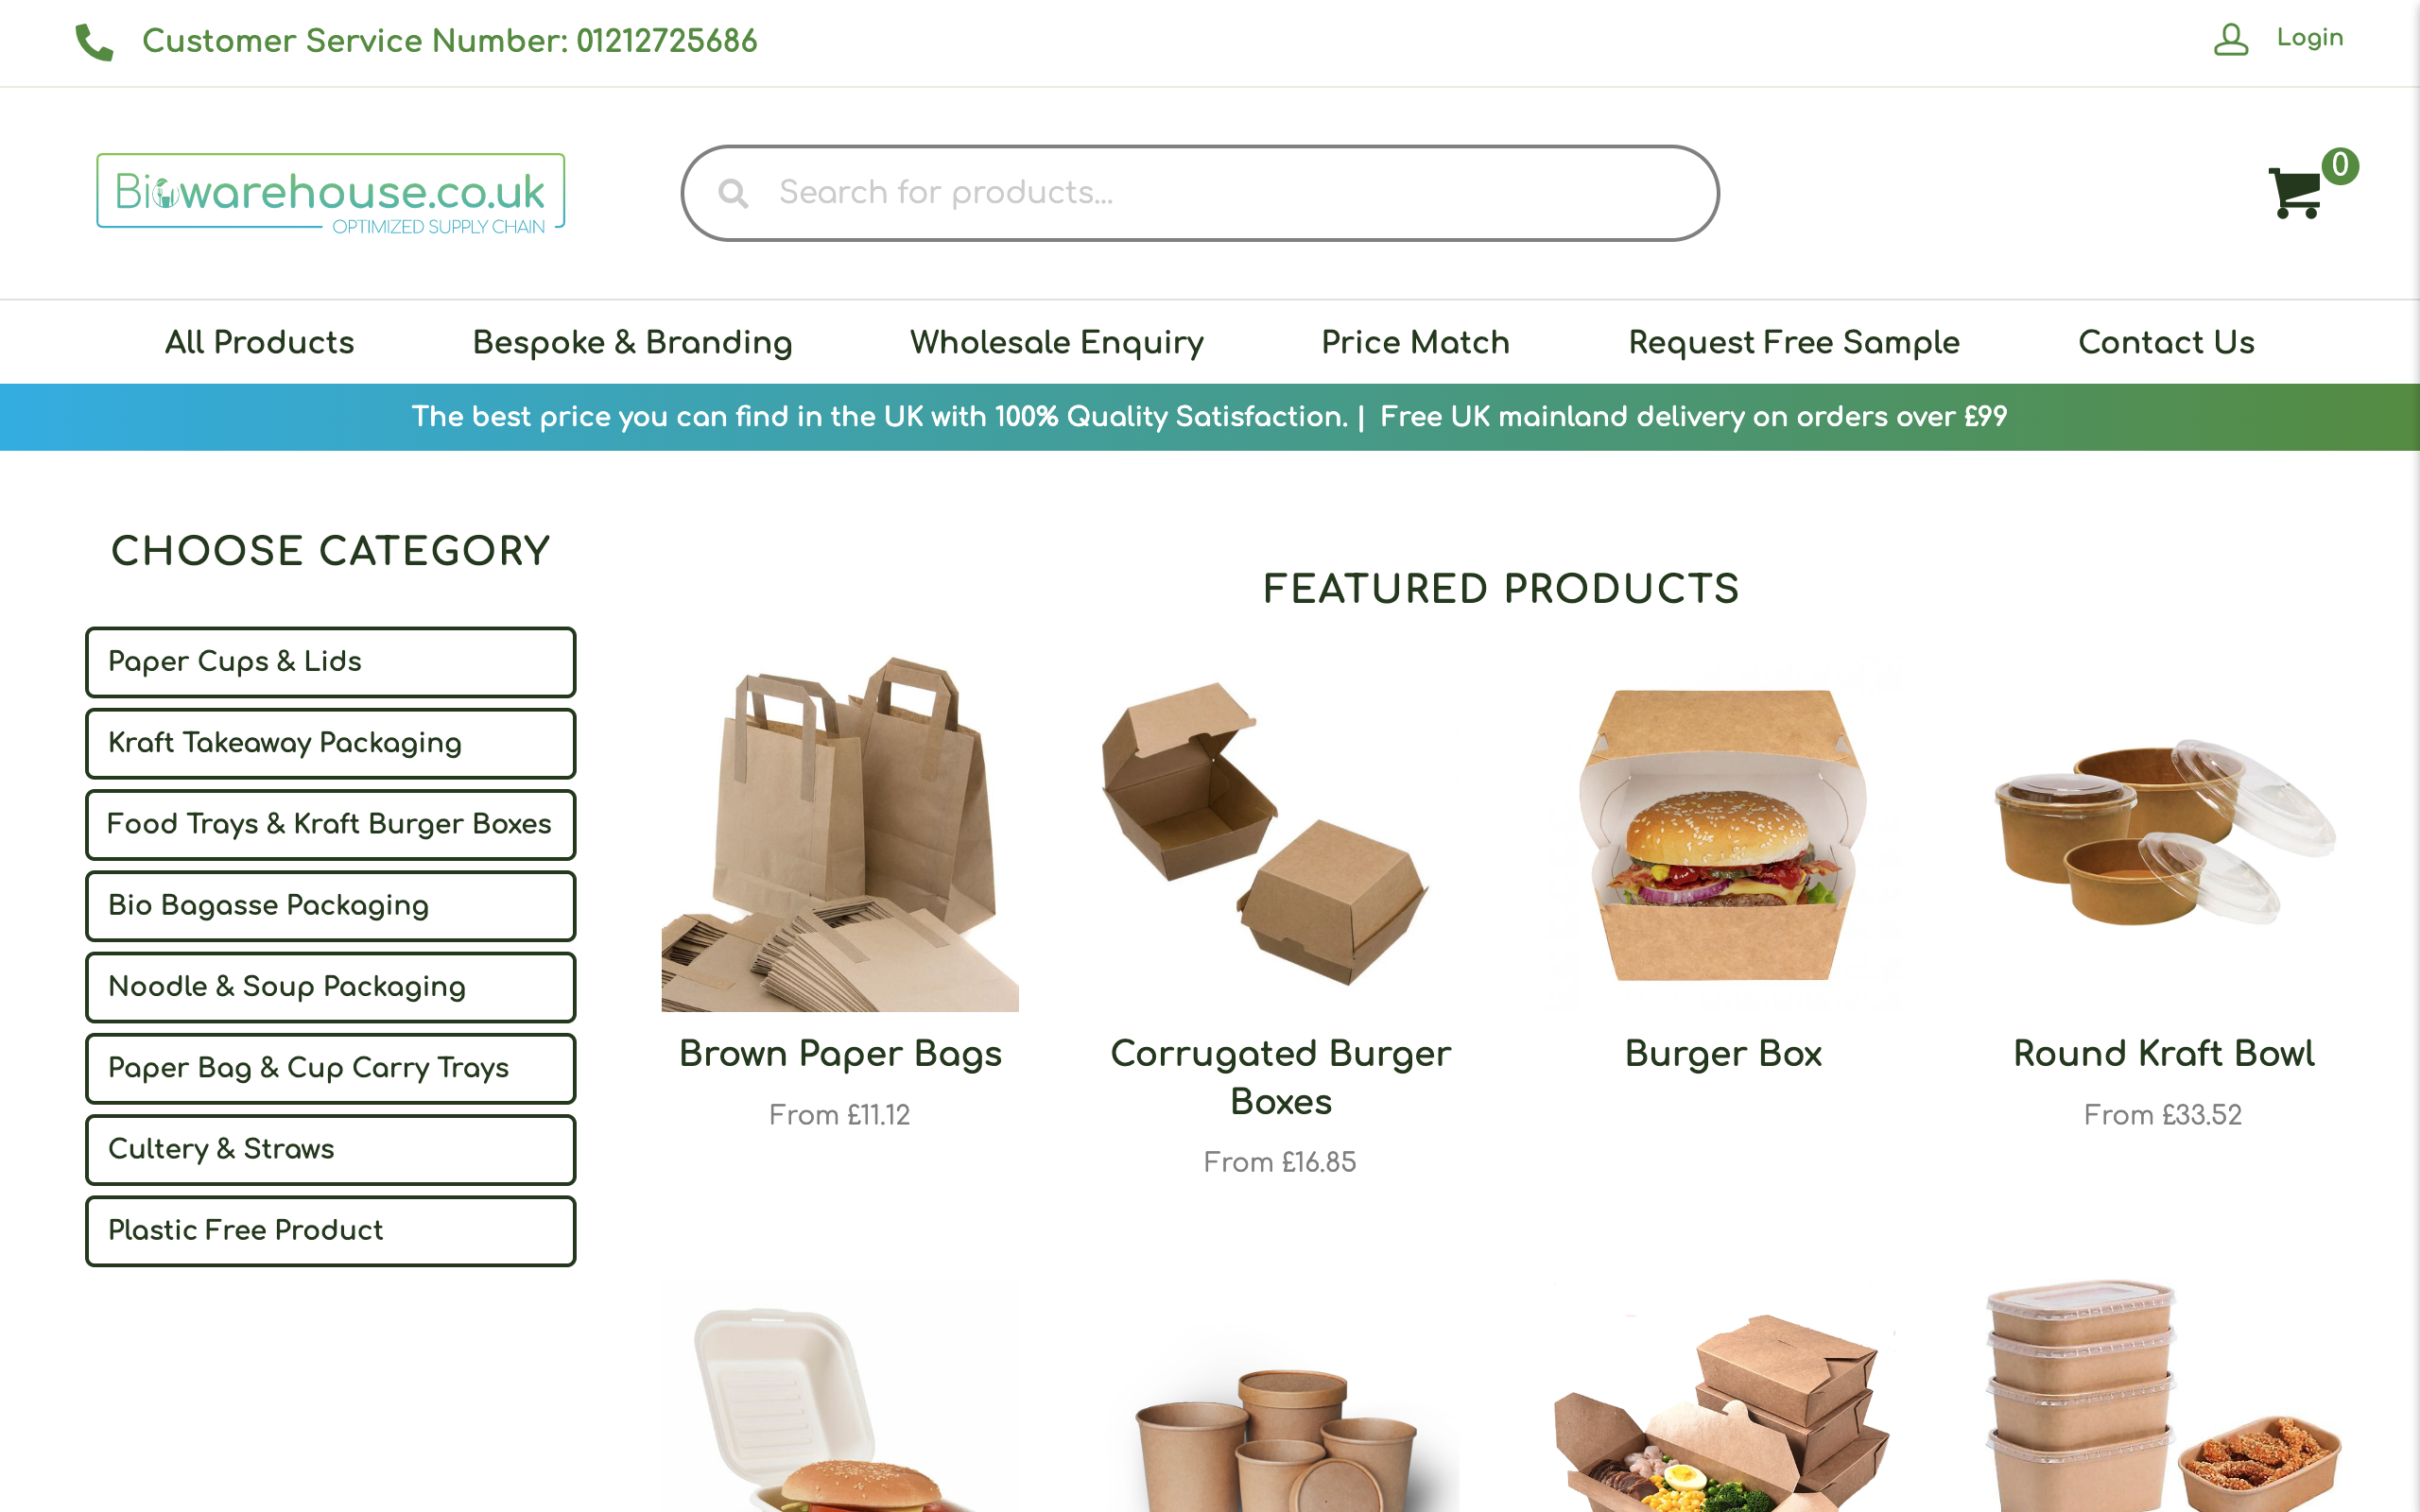 Customer Service Number: 01212725686
Login
Biowarehouse.co.uk
OPTIMIZED SUPPLY CHAIN
Search for products...
0
All Products
Bespoke & Branding
Wholesale Enquiry
Price Match
Request Free Sample
Contact Us
The best price you can find in the UK with 100% Quality Satisfaction. | Free UK mainland delivery on orders over £99
CHOOSE CATEGORY
Paper Cups & Lids
Kraft Takeaway Packaging
Food Trays & Kraft Burger Boxes
Bio Bagasse Packaging
Noodle & Soup Packaging
Paper Bag & Cup Carry Trays
Cultery & Straws
Plastic Free Product
FEATURED PRODUCTS
Brown Paper Bags
From £11.12
Corrugated Burger
Boxes
From £16.85
Burger Box
Round Kraft Bowl
From £33.52